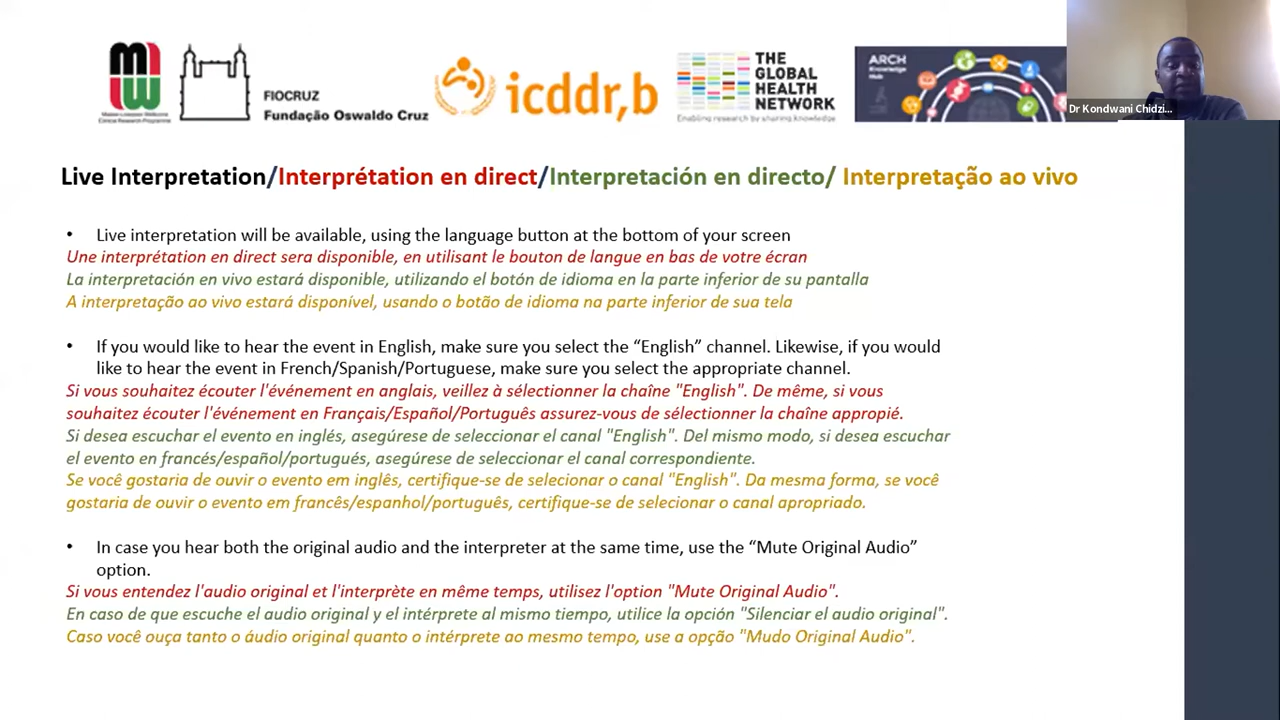 MLW
Malawi-Liverpool-Wellcome
Clinical Research Programme
FIOCRUZ
Fundação Oswaldo Cruz
icddr,b
THE
GLOBAL
HEALTH
NETWORK
Enabling research by sharing knowledge
ARCH
Knowledge
Hub
Dr Kondwani Chidzi...
Live Interpretation/Interprétation en direct/Interpretación en directo/ Interpretação ao vivo
• Live interpretation will be available, using the language button at the bottom of your screen
Une interprétation en direct sera disponible, en utilisant le bouton de langue en bas de votre écran
La interpretación en vivo estará disponible, utilizando el botón de idioma en la parte inferior de su pantalla
A interpretação ao vivo estará disponível, usando o botão de idioma na parte inferior de sua tela
• If you would like to hear the event in English, make sure you select the “English” channel. Likewise, if you would
like to hear the event in French/Spanish/Portuguese, make sure you select the appropriate channel.
Si vous souhaitez écouter l'événement en anglais, veillez à sélectionner la chaîne "English". De même, si vous
souhaitez écouter l'événement en Français/Español/Português assurez-vous de sélectionner la chaîne appropié.
Si desea escuchar el evento en inglés, asegúrese de seleccionar el canal "English". Del mismo modo, si desea escuchar
el evento en francés/español/portugués, asegúrese de seleccionar el canal correspondiente.
Se você gostaria de ouvir o evento em inglês, certifique-se de selecionar o canal "English". Da mesma forma, se você
gostaria de ouvir o evento em francês/espanhol/português, certifique-se de selecionar o canal apropriado.
• In case you hear both the original audio and the interpreter at the same time, use the “Mute Original Audio”
option.
Si vous entendez l'audio original et l'interprète en même temps, utilisez l'option "Mute Original Audio".
En caso de que escuche el audio original y el intérprete al mismo tiempo, utilice la opción "Silenciar el audio original".
Caso você ouça tanto o áudio original quanto o intérprete ao mesmo tempo, use a opção "Mudo Original Audio".